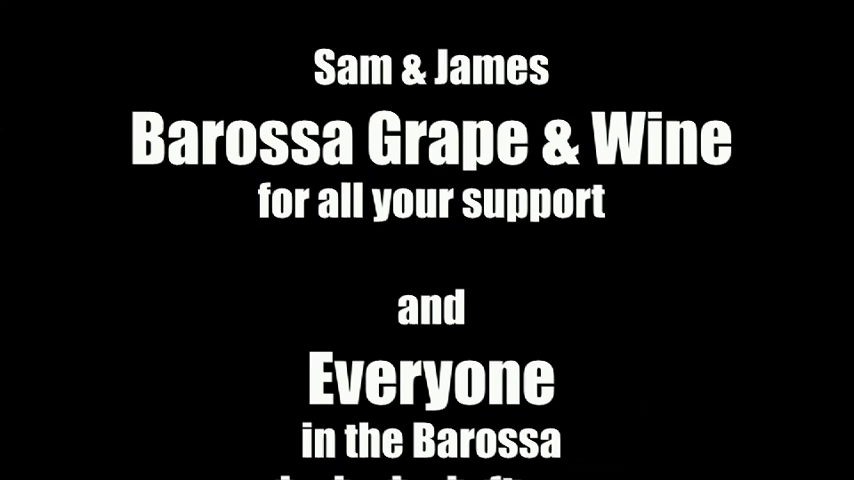 Sam & James
Barossa Grape & Wine
for all your support
and
Everyone
in the Barossa